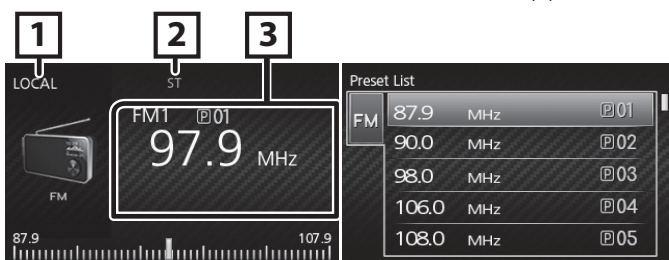 1 2 3
LOCAL ST
FM1 P01
97.9 MHz
FM
87.9 107.9
Preset List
FM
87.9 MHz P01
90.0 MHz P02
98.0 MHz P03
106.0 MHz P04
108.0 MHz P05